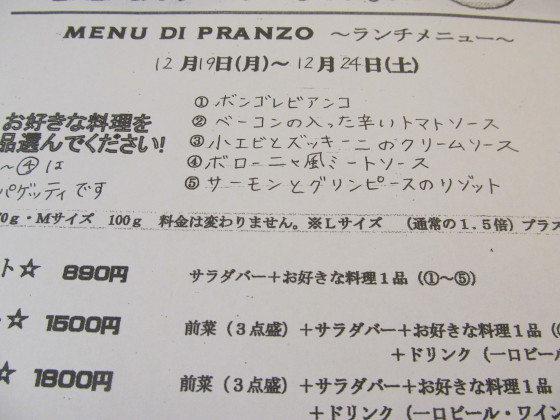 MENU DI PRANZO ～ランチメニュー～
12月19日(月)～12月24日(土)
お好きな料理を
品選んでください!
～㊏は
パゲッティです
① ボンゴレビアンコ
② ベーコンの入った辛いトマトソース
③ 小エビとズッキーニのクリームソース
④ ボローニャ風ミートソース
⑤ サーモンとグリンピースのリゾット
0g・Mサイズ 100g 料金は変わりません。※Lサイズ (通常の1.5倍) プラス
ト☆ 890円 サラダバー+お好きな料理1品 (①～⑤)
☆ 1500円 前菜 (3点盛) +サラダバー+お好きな料理1品
+ドリンク (一口ビール
☆ 1800円 前菜 (3点盛) +サラダバー+お好きな料理1品
+ドリンク (一口ビール・ワイン